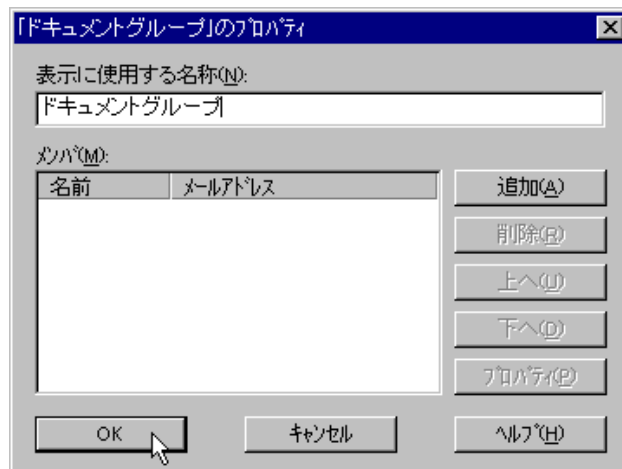 「ドキュメントグループ」のﾌﾟﾛﾊﾟﾃｨ
表示に使用する名称(N):
ドキュメントグループ
ﾒﾝﾊﾞ(M):
名前 ﾒｰﾙｱﾄﾞﾚｽ
追加(A)
削除(R)
上へ(U)
下へ(D)
ﾌﾟﾛﾊﾟﾃｨ(P)
OK ｷｬﾝｾﾙ ﾍﾙﾌﾟ(H)